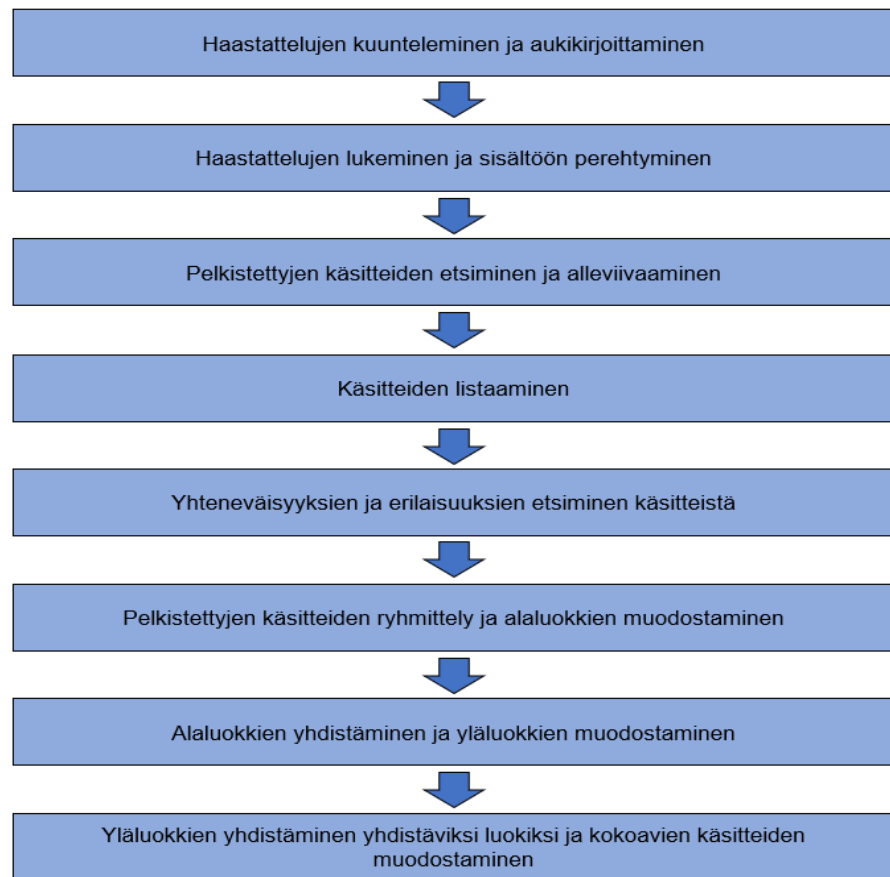 Haastattelujen kuunteleminen ja aukikirjoittaminen
Haastattelujen lukeminen ja sisältöön perehtyminen
Pelkistettyjen käsitteiden etsiminen ja alleviivaaminen
Käsitteiden listaaminen
Yhteneväisyyksien ja erilaisuuksien etsiminen käsitteistä
Pelkistettyjen käsitteiden ryhmittely ja alaluokkien muodostaminen
Alaluokkien yhdistäminen ja yläluokkien muodostaminen
Yläluokkien yhdistäminen yhdistäviksi luokiksi ja kokoavien käsitteiden
muodostaminen